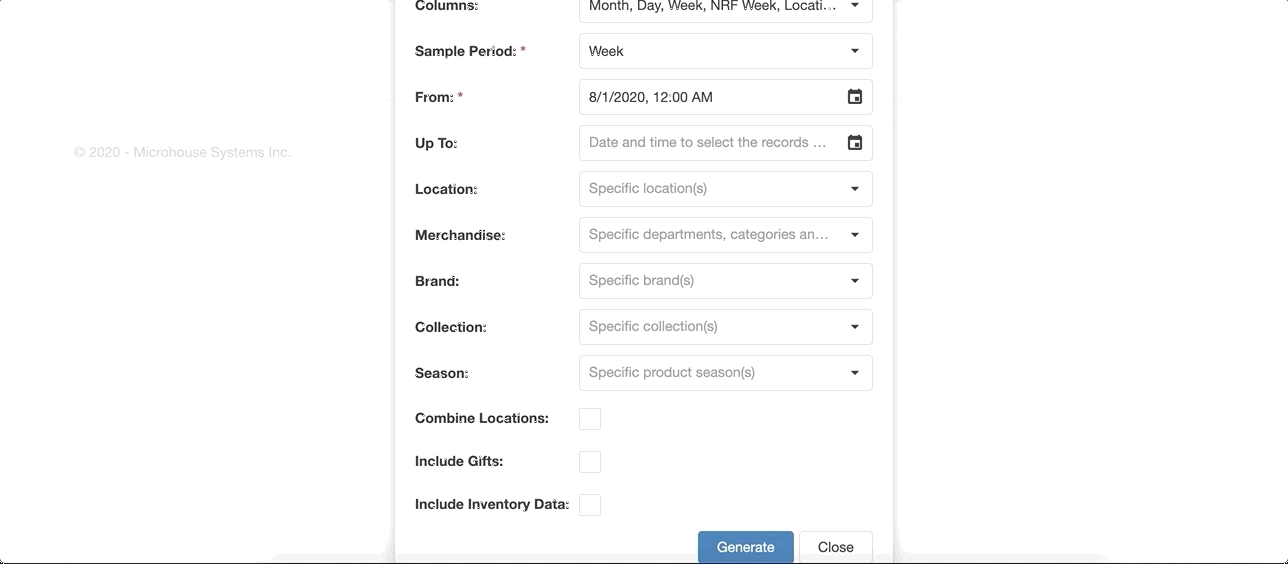 Columns: Month, Day, Week, NRF Week, Locati...
Sample Period: * Week
From: * 8/1/2020, 12:00 AM
Up To: Date and time to select the records ...
© 2020 - Microhouse Systems Inc.
Location: Specific location(s)
Merchandise: Specific departments, categories an...
Brand: Specific brand(s)
Collection: Specific collection(s)
Season: Specific product season(s)
Combine Locations:
Include Gifts:
Include Inventory Data:
Generate Close